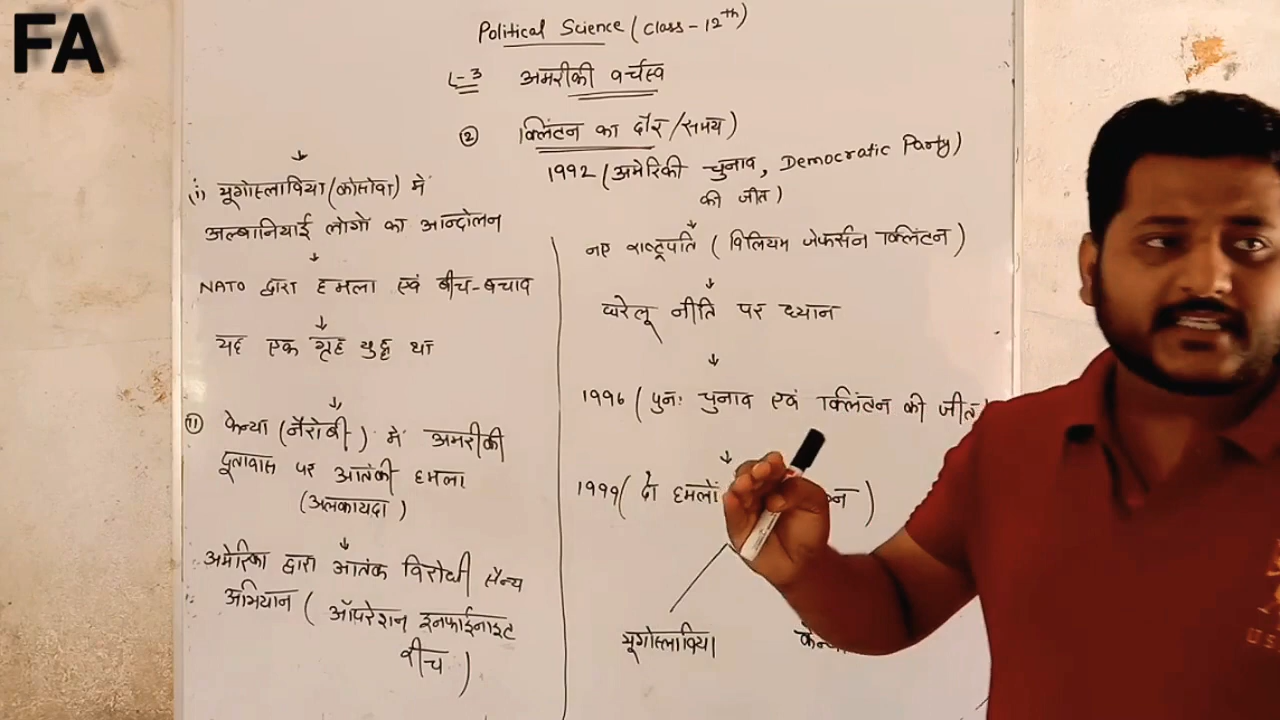 FA
Political Science (Class-12th)
L-3 अमरीकी वर्चस्व
② क्लिंटन का दौर/समय)
1992 (अमेरिकी चुनाव, Democratic Party)
की जीत)
नए राष्ट्रपति (विलियम जेफर्सन क्लिंटन)
घरेलू नीति पर ध्यान
1996 (पुनः चुनाव एवं क्लिंटन की जीत)
1999 (दो हमलों
यूगोस्लाविया
(i) यूगोस्लाविया (कोसोवा) में
अल्बानियाई लोगों का आन्दोलन
NATO द्वारा हमला एवं बीच-बचाव
यह एक गृह युद्ध था
(ii) केन्या (नैरोबी) में अमरीकी
दूतावास पर आतंकी हमला
(अलकायदा)
अमेरिका द्वारा आतंक विरोधी सैन्य
अभियान (ऑपरेशन इनफाईनाइट
रीच)